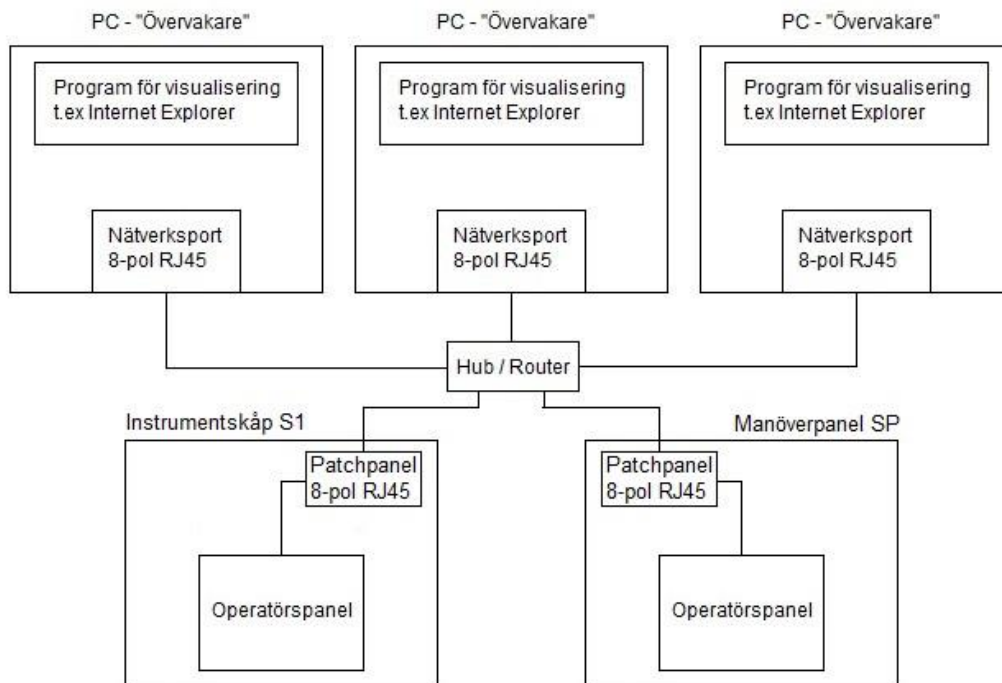 PC - "Övervakare"
PC - "Övervakare"
PC - "Övervakare"
Program för visualisering
t.ex Internet Explorer
Program för visualisering
t.ex Internet Explorer
Program för visualisering
t.ex Internet Explorer
Nätverksport
8-pol RJ45
Nätverksport
8-pol RJ45
Nätverksport
8-pol RJ45
Hub / Router
Instrumentskåp S1
Manöverpanel SP
Patchpanel
8-pol RJ45
Patchpanel
8-pol RJ45
Operatörspanel
Operatörspanel